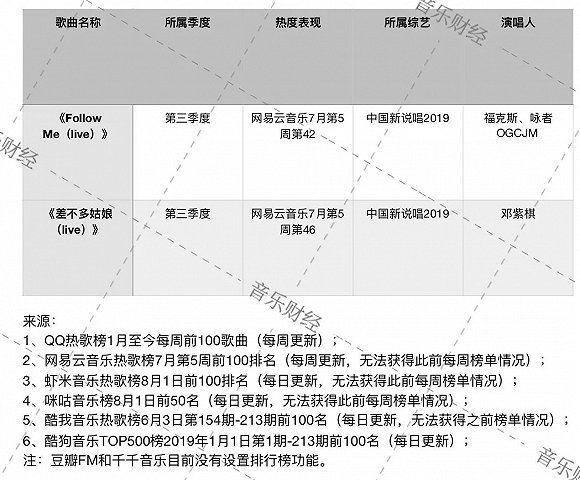 歌曲名称 所属季度 热度表现 所属综艺 演唱人
《Follow 第三季度 网易云音乐7月第5 中国新说唱2019 福克斯、咏者
Me（live）》 周第42 OGCJM
《差不多姑娘 第三季度 网易云音乐7月第5 中国新说唱2019 邓紫棋
（live）》 周第46
来源：
1、QQ热歌榜1月至今每周前100歌曲（每周更新）；
2、网易云音乐热歌榜7月第5周前100排名（每周更新，无法获得此前每周榜单情况）；
3、虾米音乐热歌榜8月1日前100排名（每日更新，无法获得此前每周榜单情况）；
4、咪咕音乐榜8月1日前50名（每日更新，无法获得此前每周榜单情况）；
5、酷我音乐热歌榜6月3日第154期-213期前100名（每日更新，无法获得之前榜单情况）；
6、酷狗音乐TOP500榜2019年1月1日第1期-213期前100名（每日更新）；
注：豆瓣FM和千千音乐目前没有设置排行榜功能。
音乐财经
音乐财经
音乐财经
音乐财经